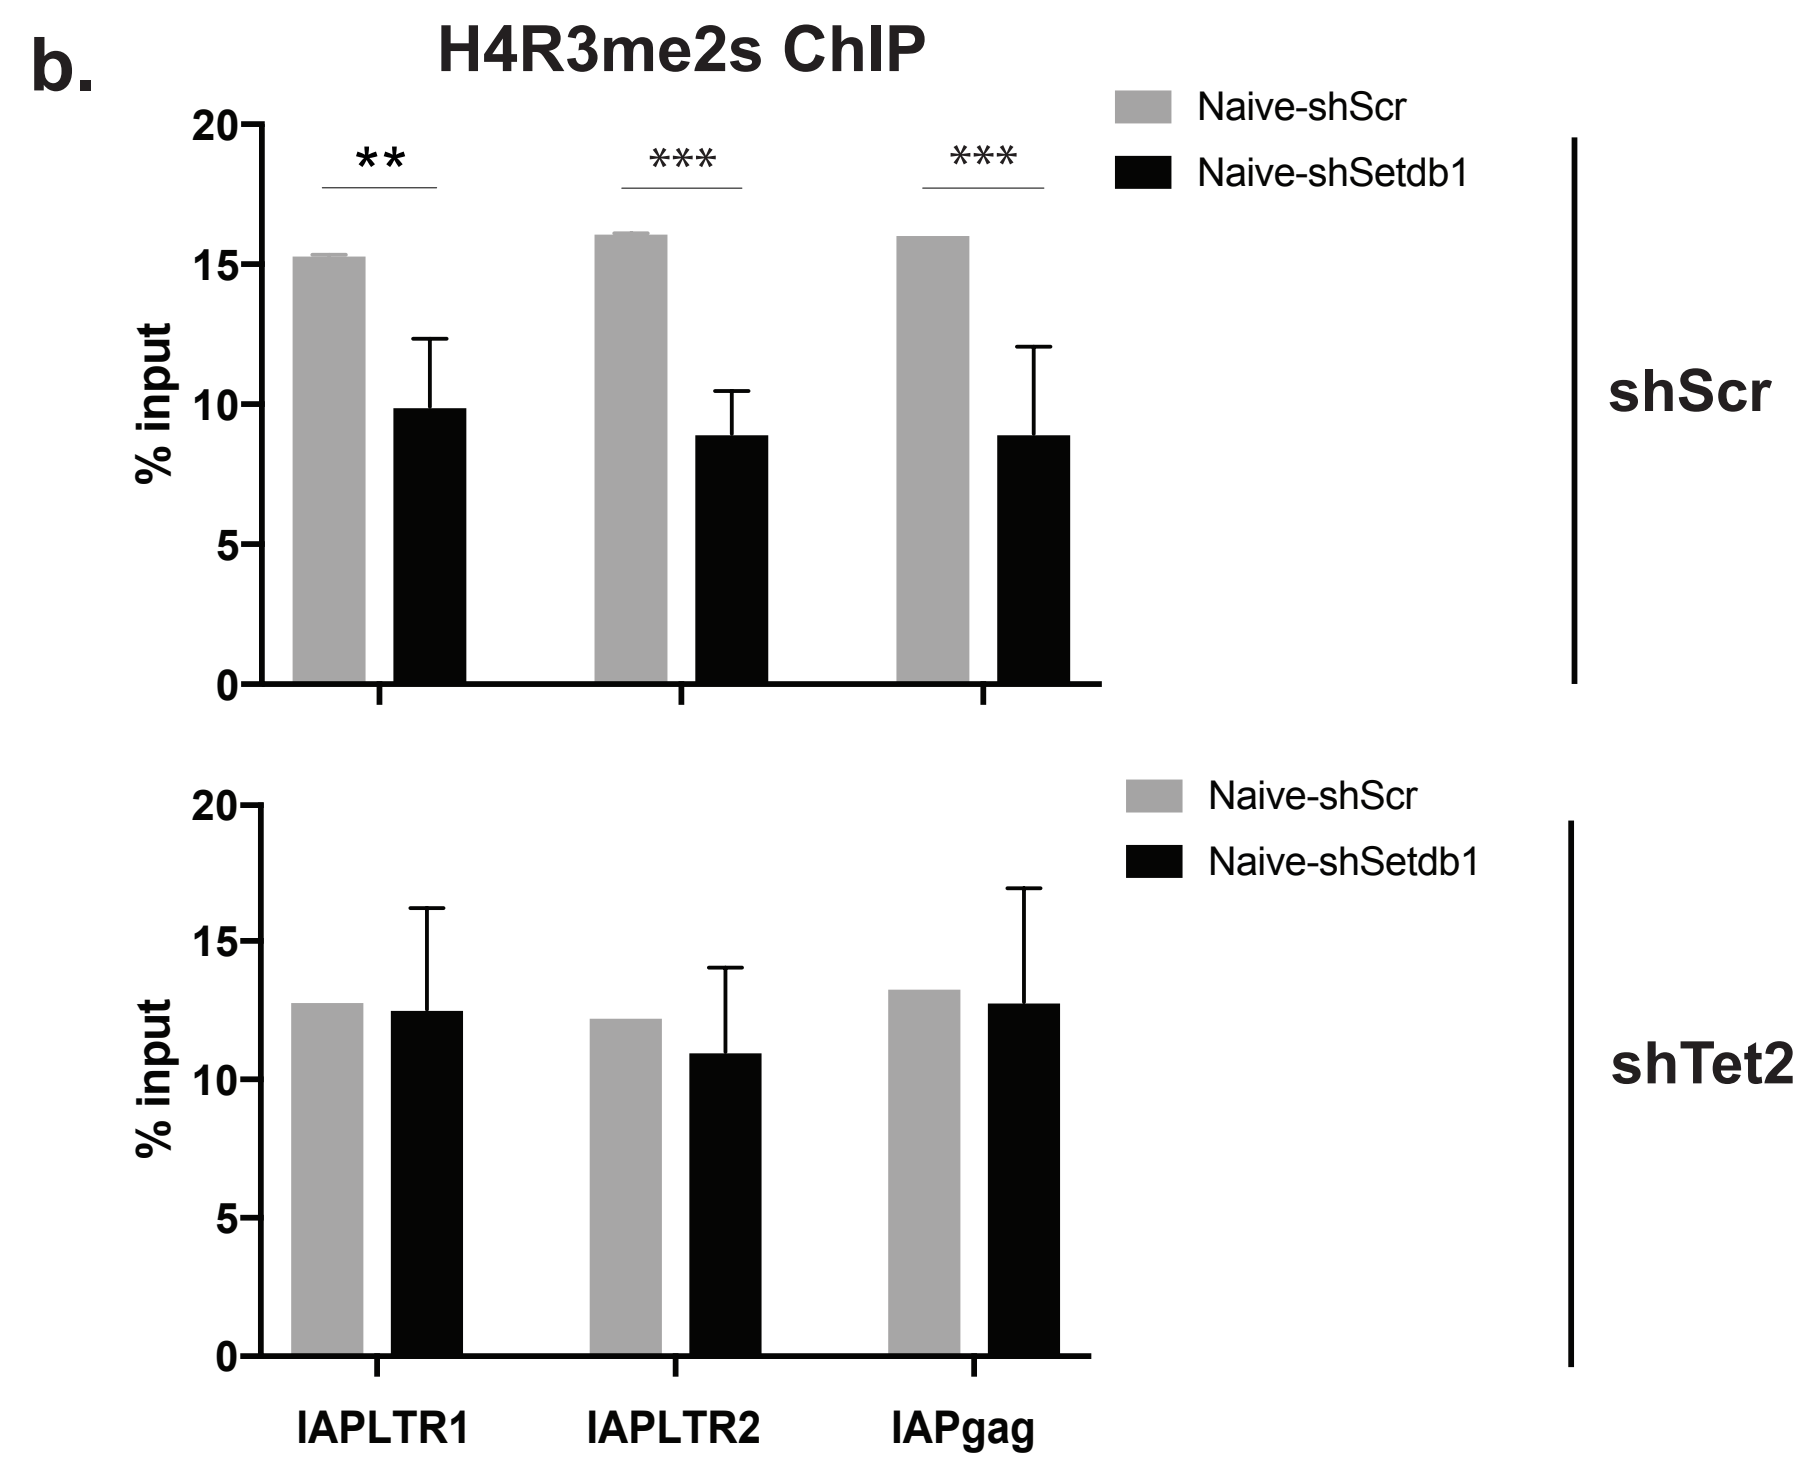 b.
H4R3me2s ChIP
Naive-shScr
Naive-shSetdb1
20
15
10
5
0
% input
** *** ***
shScr
Naive-shScr
Naive-shSetdb1
20
15
10
5
0
% input
shTet2
IAPLTR1 IAPLTR2 IAPgag